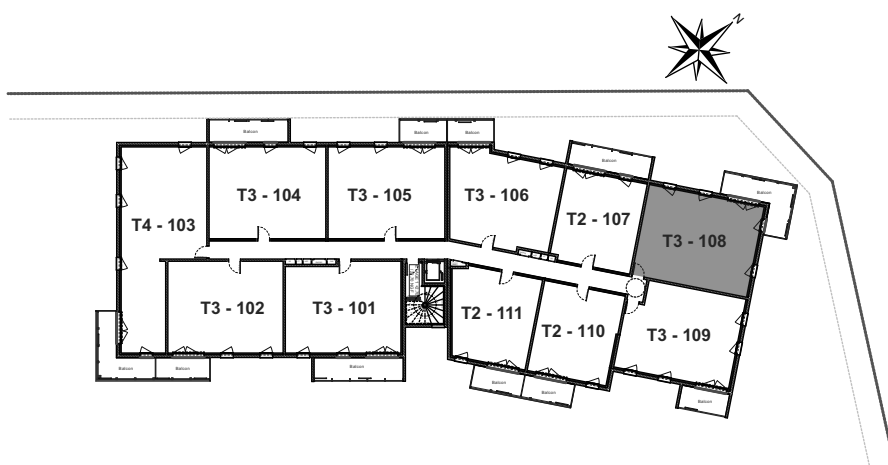 N
Balcon
Balcon
Balcon
Balcon
Balcon
T3 - 104
T3 - 105
T3 - 106
T4 - 103
T2 - 107
T3 - 108
T3 - 102
T3 - 101
T2 - 111
T2 - 110
T3 - 109
Balcon
Balcon
Balcon
Balcon
Balcon
Balcon